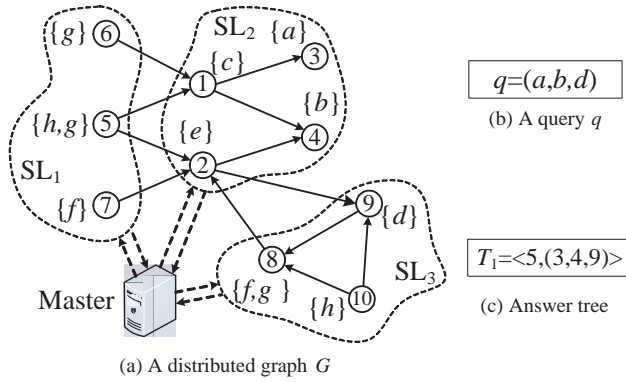 {g}
6
SL2
{a}
3
{c}
1
{h,g}
5
{b}
4
{e}
2
SL1
{f}
7
9
{d}
8
SL3
{f,g }
{h}
10
Master
(a) A distributed graph G
q=(a,b,d)
(b) A query q
T1=<5,(3,4,9)>
(c) Answer tree